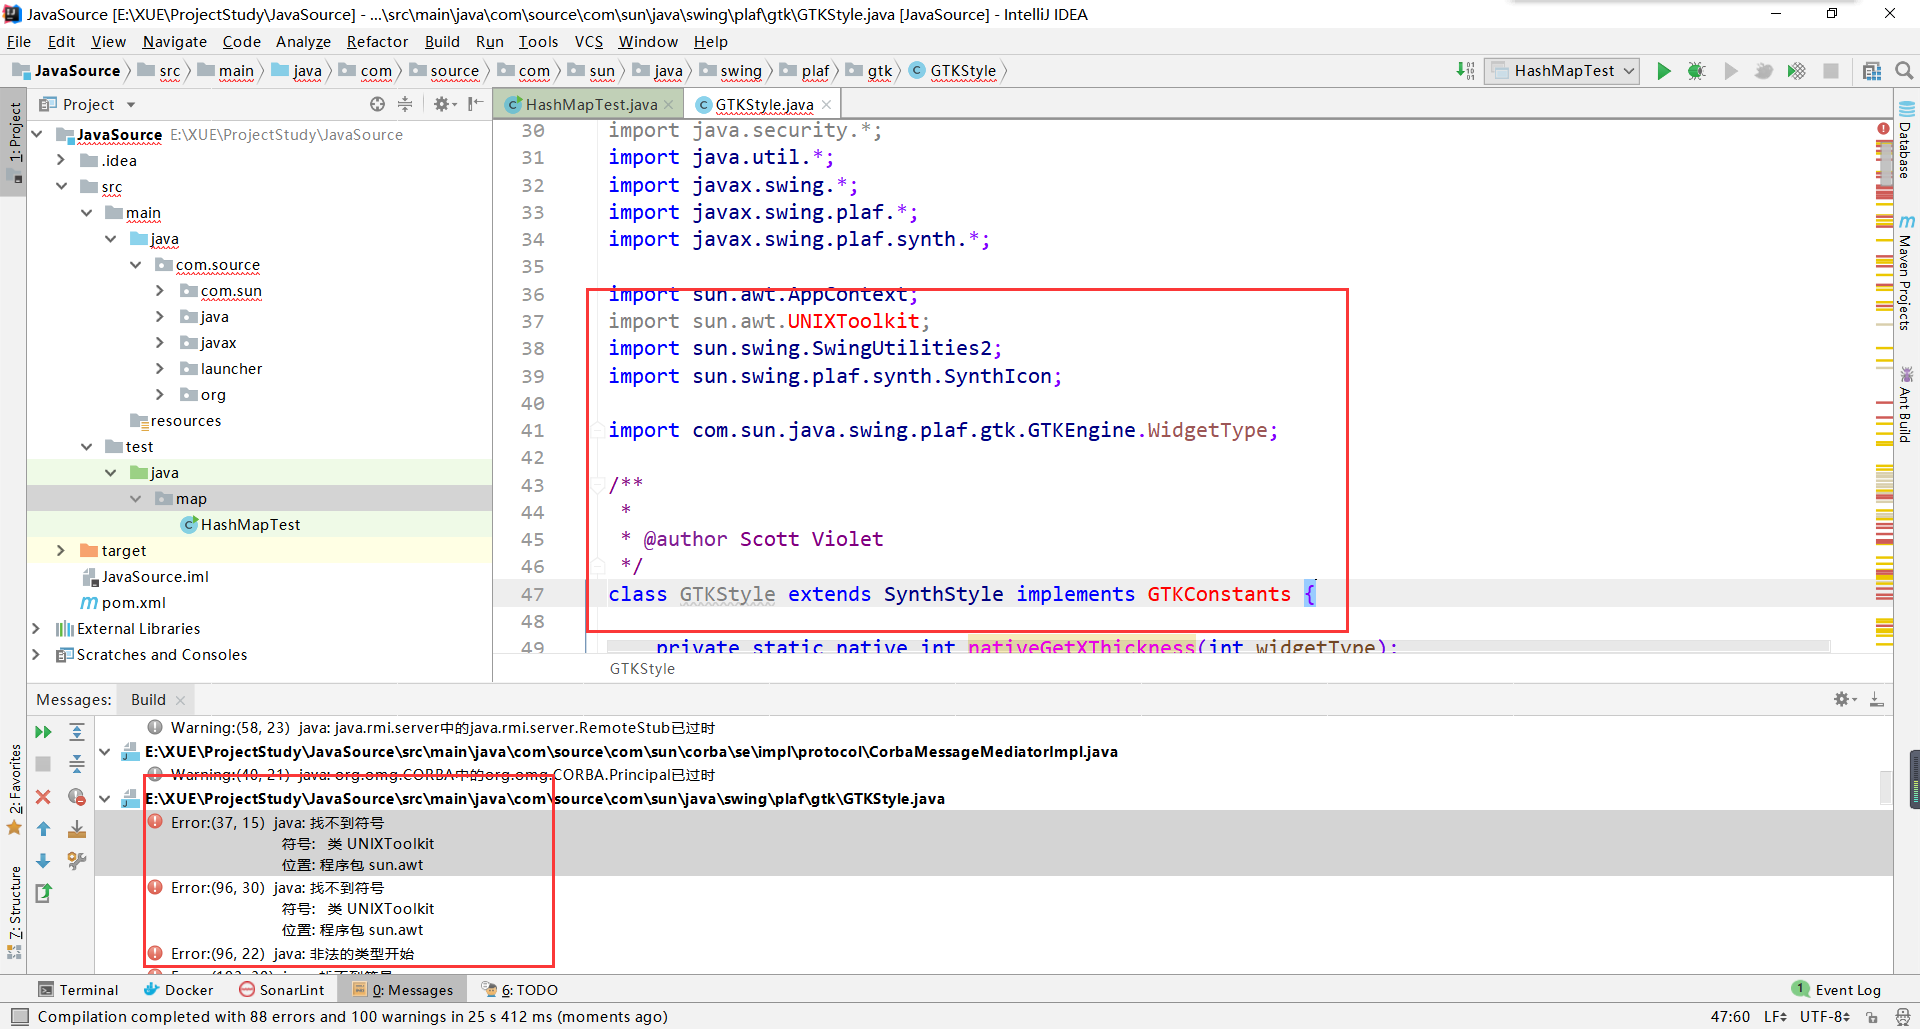 JavaSource [E:\XUE\ProjectStudy\JavaSource] - ...\src\main\java\com\source\com\sun\java\swing\plaf\gtk\GTKStyle.java [JavaSource] - IntelliJ IDEA
File Edit View Navigate Code Analyze Refactor Build Run Tools VCS Window Help
JavaSource src main java com source com sun java swing plaf gtk GTKStyle HashMapTest
Project
HashMapTest.java GTKStyle.java
1: Project
JavaSource E:\XUE\ProjectStudy\JavaSource
.idea
src
main
java
com.source
com.sun
java
javax
launcher
org
resources
test
java
map
HashMapTest
target
JavaSource.iml
pom.xml
External Libraries
Scratches and Consoles
30 import java.security.*;
31 import java.util.*;
32 import javax.swing.*;
33 import javax.swing.plaf.*;
34 import javax.swing.plaf.synth.*;
35
36 import sun.awt.AppContext;
37 import sun.awt.UNIXToolkit;
38 import sun.swing.SwingUtilities2;
39 import sun.swing.plaf.synth.SynthIcon;
40
41 import com.sun.java.swing.plaf.gtk.GTKEngine.WidgetType;
42
43 /**
44 *
45 * @author Scott Violet
46 */
47 class GTKStyle extends SynthStyle implements GTKConstants {
48
49 private static native int nativeGetXThickness(int widgetType);
GTKStyle
Database
Maven Projects
Ant Build
Messages: Build
Warning:(58, 23) java: java.rmi.server中的java.rmi.server.RemoteStub已过时
E:\XUE\ProjectStudy\JavaSource\src\main\java\com\source\com\sun\corba\se\impl\protocol\CorbaMessageMediatorImpl.java
Warning:(40, 21) java: org.omg.CORBA中的org.omg.CORBA.Principal已过时
E:\XUE\ProjectStudy\JavaSource\src\main\java\com\source\com\sun\java\swing\plaf\gtk\GTKStyle.java
Error:(37, 15) java: 找不到符号
符号: 类 UNIXToolkit
位置: 程序包 sun.awt
Error:(96, 30) java: 找不到符号
符号: 类 UNIXToolkit
位置: 程序包 sun.awt
Error:(96, 22) java: 非法的类型开始
2: Favorites
7: Structure
Terminal Docker SonarLint 0: Messages 6: TODO 1 Event Log
Compilation completed with 88 errors and 100 warnings in 25 s 412 ms (moments ago) 47:60 LF UTF-8